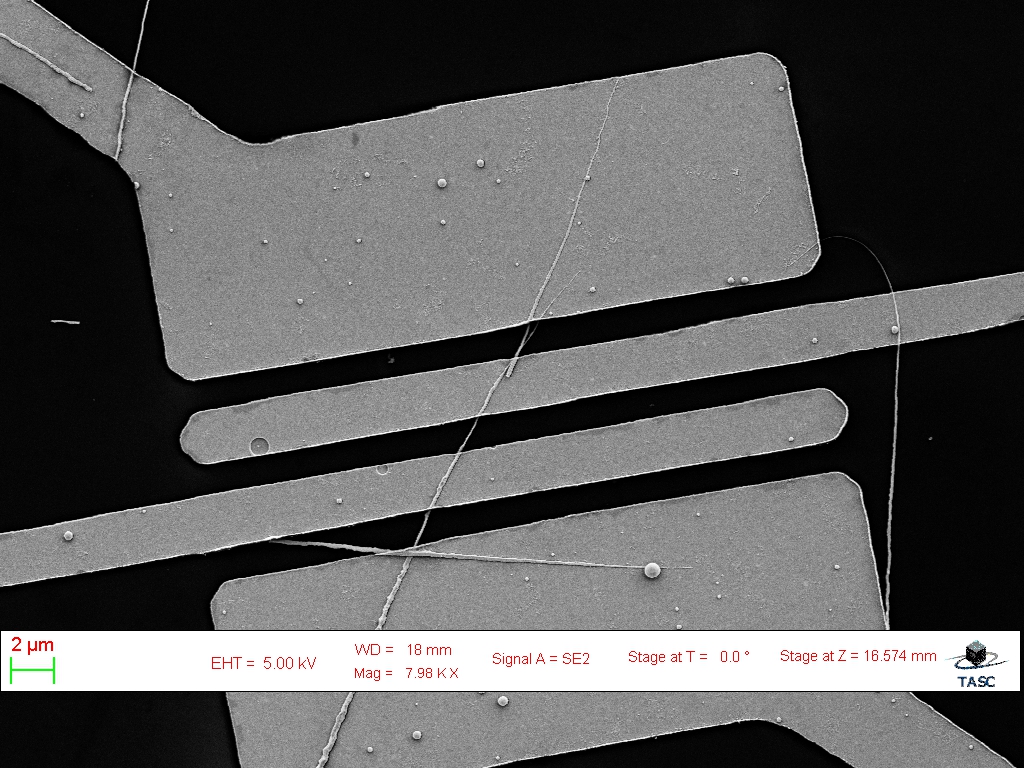 2 µm
EHT = 5.00 kV
WD = 18 mm
Mag = 7.98 K X
Signal A = SE2
Stage at T = 0.0 °
Stage at Z = 16.574 mm
TASC